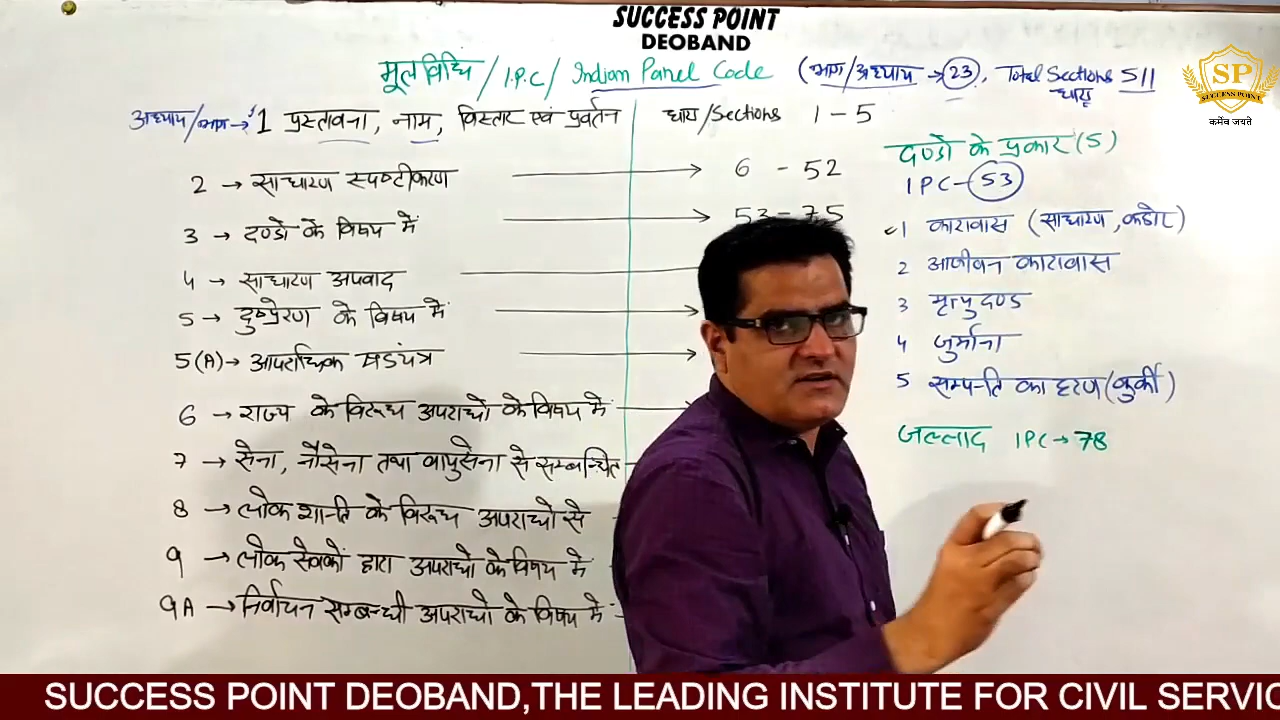 SUCCESS POINT
DEOBAND
मूल विधि / I.P.C / Indian Panel Code (भाग/अध्याय → 23, Total Sections 511
धाराएं
SP
SUCCESS POINT
कर्मेव जयते
अध्याय/भाग → 1 प्रस्तावना, नाम, विस्तार एवं प्रर्वतन धारा/Sections 1 - 5
2 → साधारण स्पष्टीकरण → 6 - 52
3 → दण्डो के विषय में → 53 - 75
4 → साधारण अपवाद
5 → दुष्प्रेरण के विषय में →
5(A) → आपराधिक षडयंत्र →
6 → राज्य के विरूध अपराधो के विषय में
7 → सेना, नौसेना तथा वायुसेना से सम्बन्धित
8 → लोक शान्ति के विरूध अपराधो से
9 → लोक सेवकों द्वारा अपराधो के विषय में
9A → निर्वाचन सम्बन्धी अपराधो के विषय में
दण्डो के प्रकार (5)
IPC - 53
1 कारावास (साधारण, कठोर)
2 आजीवन कारावास
3 मृत्यु दण्ड
4 जुर्माना
5 सम्पत्ति का हरण (कुर्की)
जल्लाद IPC → 78
SUCCESS POINT DEOBAND,THE LEADING INSTITUTE FOR CIVIL SERVIC